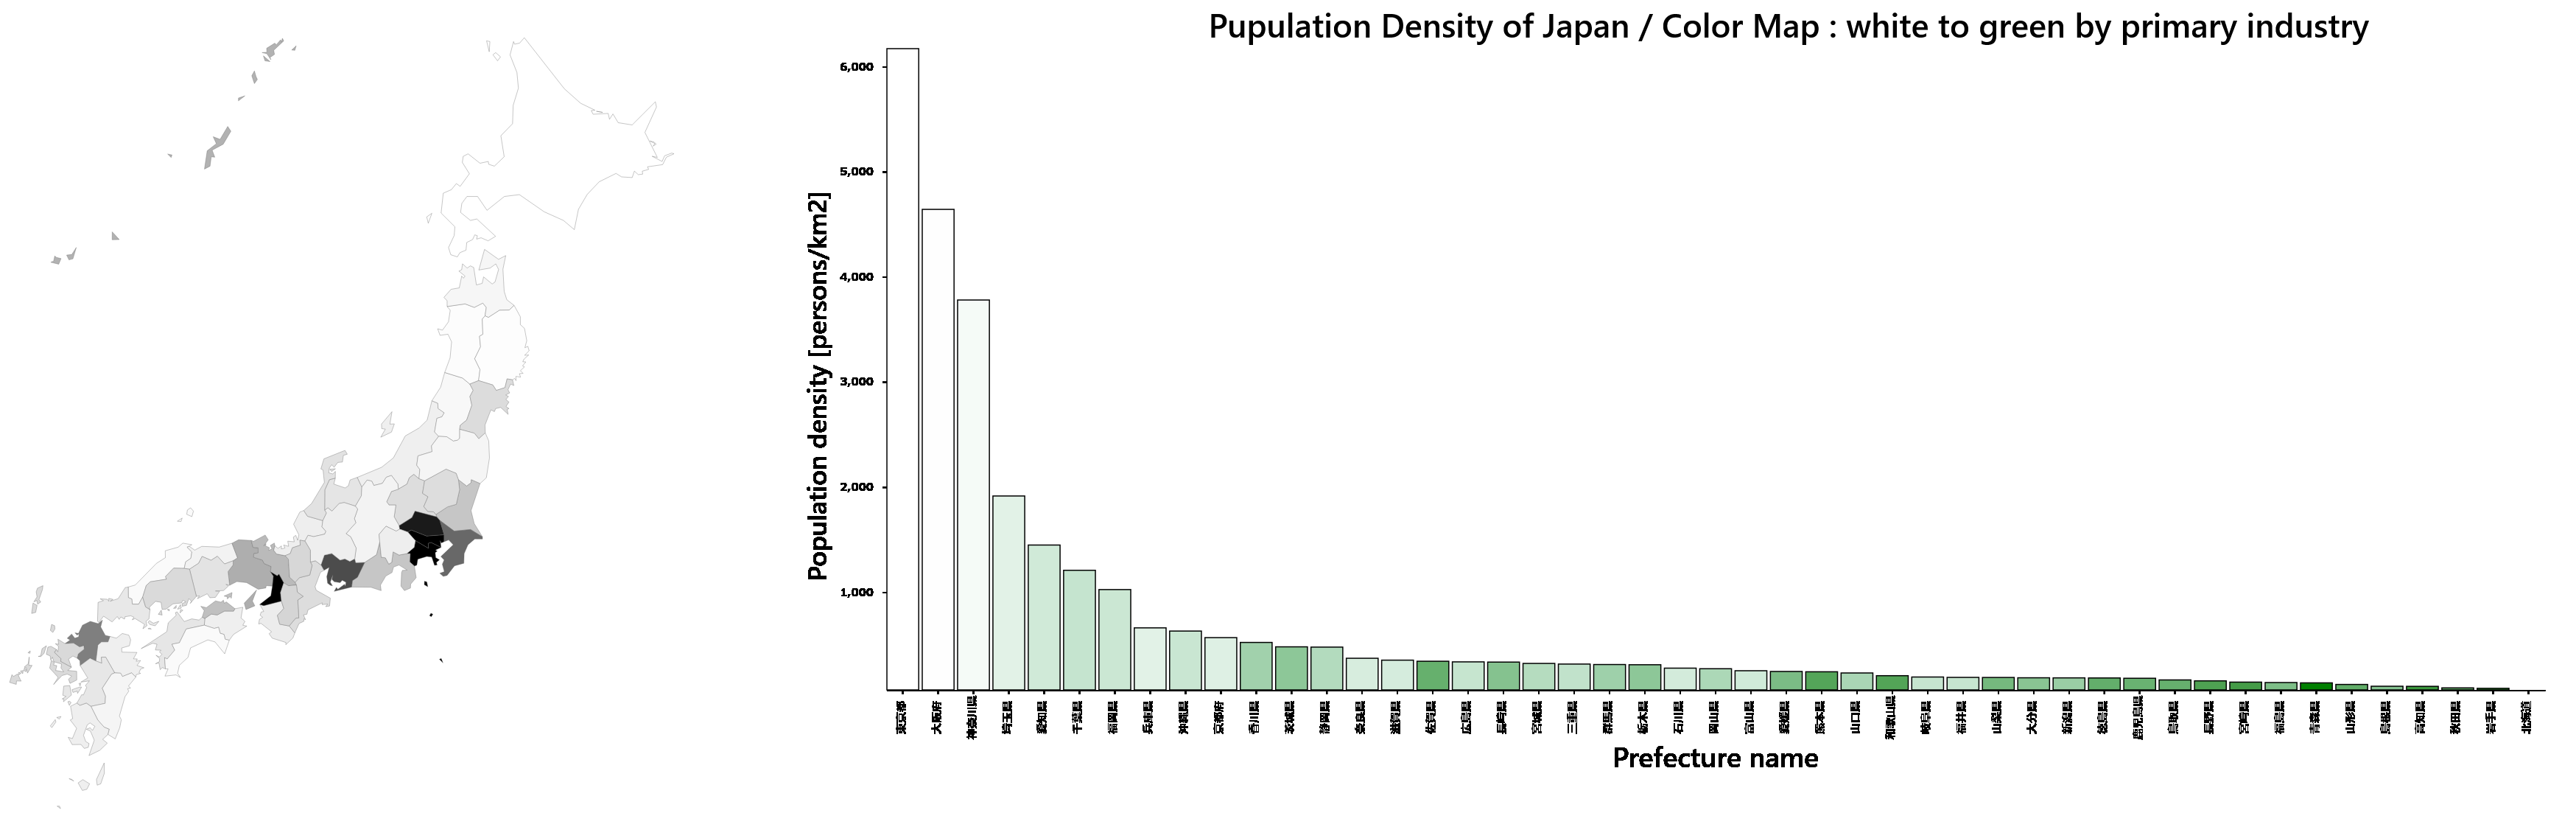 Pupulation Density of Japan / Color Map : white to green by primary industry
Population density [persons/km2]
6,000
5,000
4,000
3,000
2,000
1,000
東京都
大阪府
神奈川県
埼玉県
愛知県
千葉県
福岡県
兵庫県
沖縄県
京都府
香川県
茨城県
静岡県
奈良県
滋賀県
佐賀県
広島県
長崎県
宮城県
三重県
群馬県
栃木県
石川県
岡山県
富山県
愛媛県
熊本県
山口県
和歌山県
岐阜県
福井県
山梨県
大分県
新潟県
徳島県
鹿児島県
鳥取県
長野県
宮崎県
福島県
青森県
山形県
島根県
高知県
秋田県
岩手県
北海道
Prefecture name